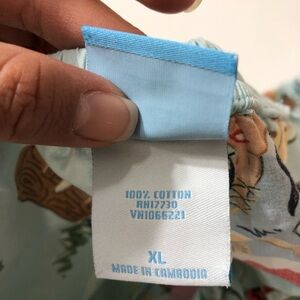 100% COTTON
RN17730
VN1066221
XL
MADE IN CAMBODIA